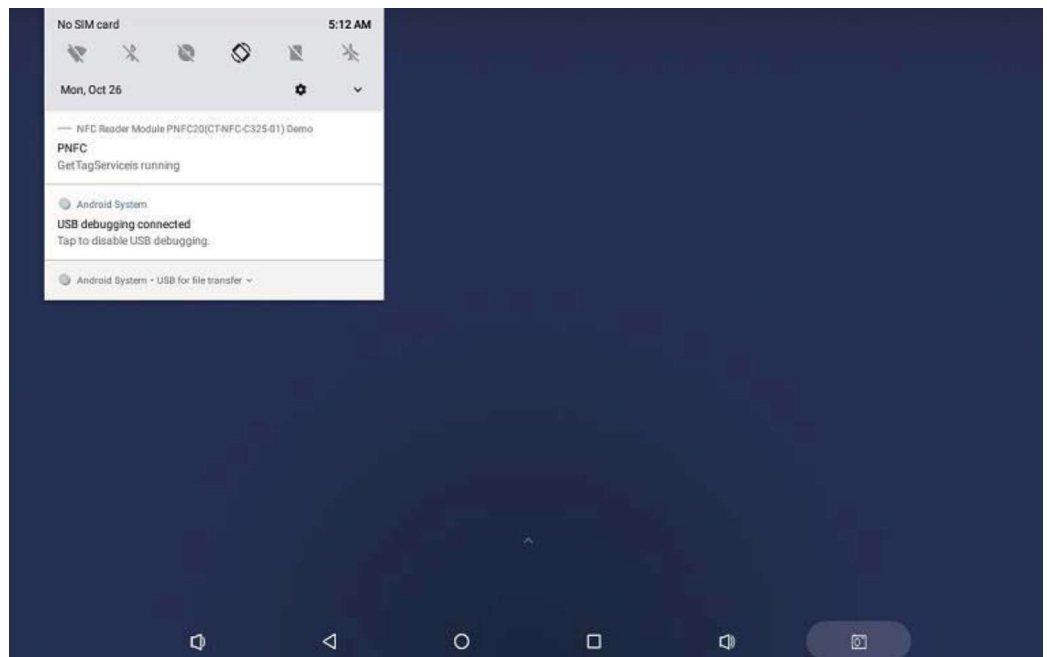 No SIM card 5:12 AM
Mon, Oct 26
NFC Reader Module PNFC20(CT-NFC-C325-01) Demo
PNFC
GetTagServiceis running
Android System
USB debugging connected
Tap to disable USB debugging.
Android System • USB for file transfer